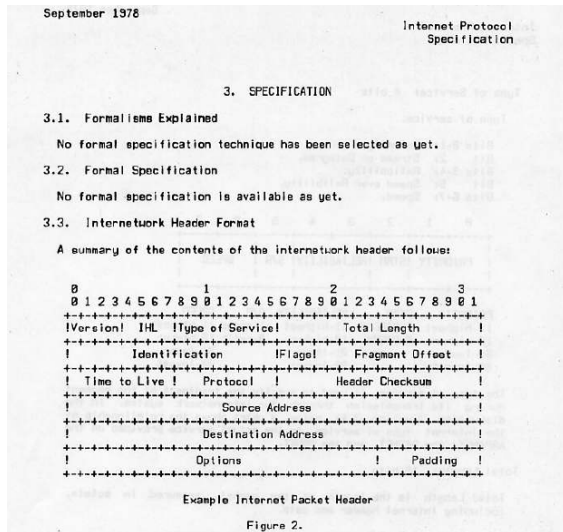 September 1978
Internet Protocol
Specification
3. SPECIFICATION
3.1. Formalisms Explained
No formal specification technique has been selected as yet.
3.2. Formal Specification
No formal specification is available as yet.
3.3. Internetwork Header Format
A summary of the contents of the internetwork header follows:
0 1 2 3
0 1 2 3 4 5 6 7 8 9 0 1 2 3 4 5 6 7 8 9 0 1 2 3 4 5 6 7 8 9 0 1
+-+-+-+-+-+-+-+-+-+-+-+-+-+-+-+-+-+-+-+-+-+-+-+-+-+-+-+-+-+-+-+-+
!Version! IHL !Type of Service! Total Length !
+-+-+-+-+-+-+-+-+-+-+-+-+-+-+-+-+-+-+-+-+-+-+-+-+-+-+-+-+-+-+-+-+
! Identification !Flags! Fragment Offset !
+-+-+-+-+-+-+-+-+-+-+-+-+-+-+-+-+-+-+-+-+-+-+-+-+-+-+-+-+-+-+-+-+
! Time to Live ! Protocol ! Header Checksum !
+-+-+-+-+-+-+-+-+-+-+-+-+-+-+-+-+-+-+-+-+-+-+-+-+-+-+-+-+-+-+-+-+
! Source Address !
+-+-+-+-+-+-+-+-+-+-+-+-+-+-+-+-+-+-+-+-+-+-+-+-+-+-+-+-+-+-+-+-+
! Destination Address !
+-+-+-+-+-+-+-+-+-+-+-+-+-+-+-+-+-+-+-+-+-+-+-+-+-+-+-+-+-+-+-+-+
! Options ! Padding !
+-+-+-+-+-+-+-+-+-+-+-+-+-+-+-+-+-+-+-+-+-+-+-+-+-+-+-+-+-+-+-+-+
Example Internet Packet Header
Figure 2.